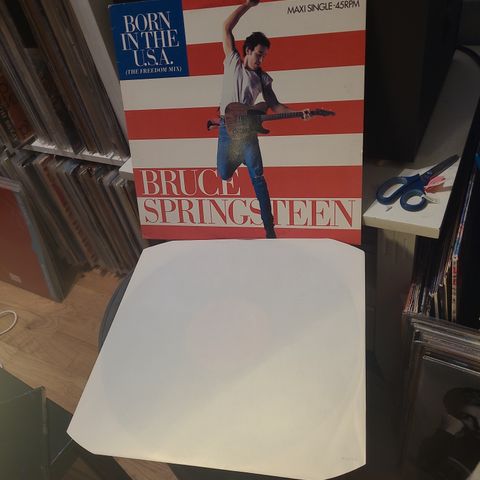 MAXI SINGLE · 45RPM
BORN
IN THE
U.S.A.
(THE FREEDOM MIX)
BRUCE
SPRINGSTEEN